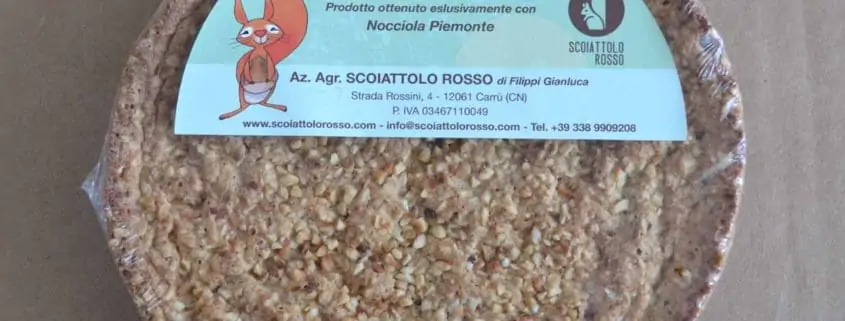 Prodotto ottenuto eslusivamente con
Nocciola Piemonte
SCOIATTOLO
ROSSO
Az. Agr. SCOIATTOLO ROSSO di Filippi Gianluca
Strada Rossini, 4 - 12061 Carrù (CN)
P. IVA 03467110049
www.scoiattolorosso.com - info@scoiattolorosso.com - Tel. +39 338 9909208